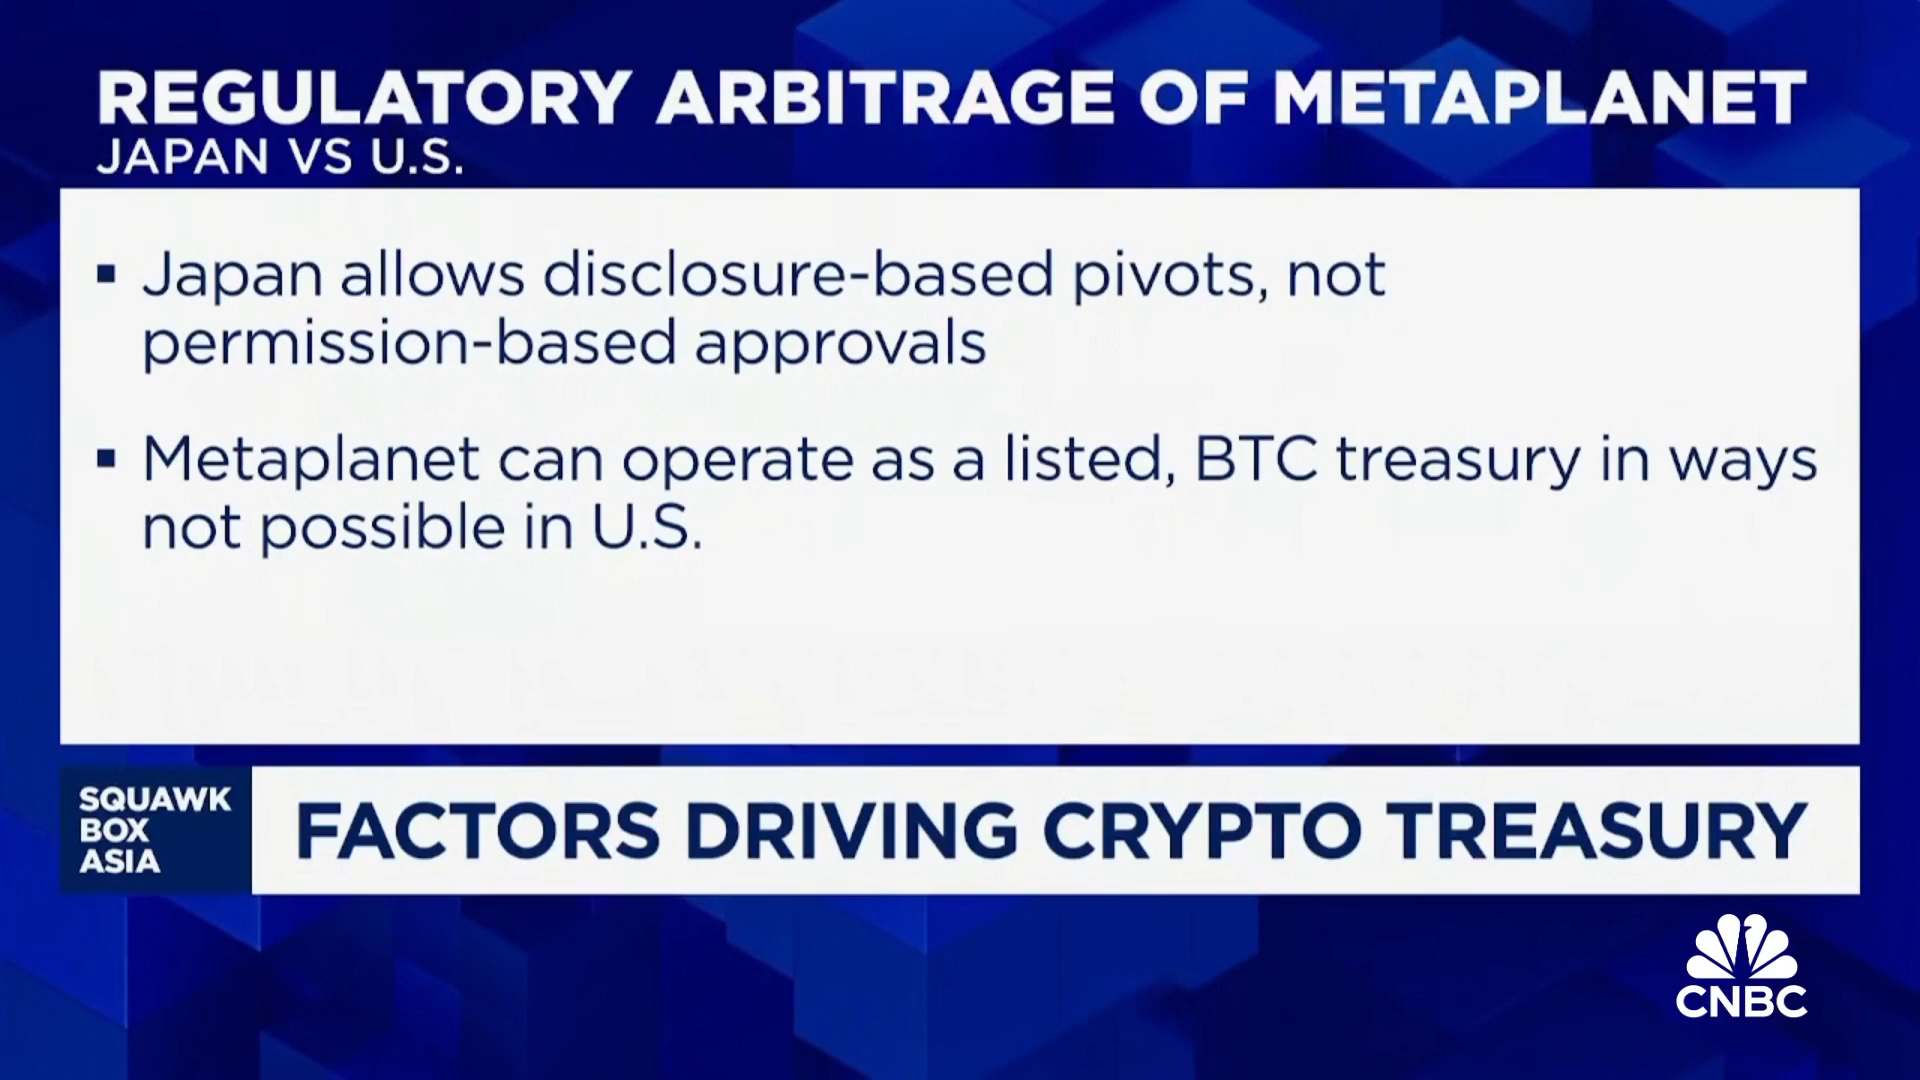 REGULATORY ARBITRAGE OF METAPLANET
JAPAN VS U.S.
▪ Japan allows disclosure-based pivots, not
permission-based approvals
▪ Metaplanet can operate as a listed, BTC treasury in ways
not possible in U.S.
SQUAWK
BOX
ASIA
FACTORS DRIVING CRYPTO TREASURY
CNBC